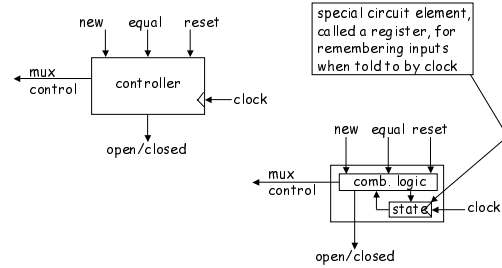 new equal reset
mux
control
controller
clock
open/closed
special circuit element,
called a register, for
remembering inputs
when told to by clock
new equal reset
mux
control
comb. logic
state
clock
open/closed